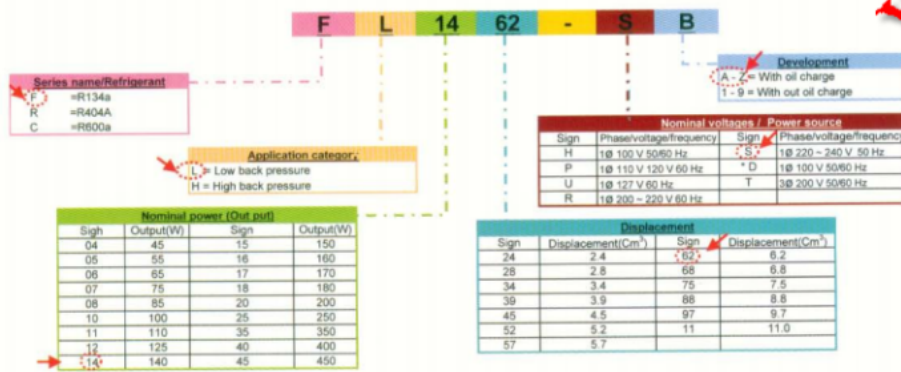 F L 14 62 - S B
Series name/Refrigerant
F =R134a
R =R404A
C =R600a
Application category;
L = Low back pressure
H = High back pressure
Nominal power (Out put)
Sigh Output(W) Sign Output(W)
04 45 15 150
05 55 16 160
06 65 17 170
07 75 18 180
08 85 20 200
10 100 25 250
11 110 35 350
12 125 40 400
14 140 45 450
Development
A - Z = With oil charge
1 - 9 = With out oil charge
Nominal voltages / Power source
Sign Phase/voltage/frequency Sign Phase/voltage/frequency
H 1Ø 100 V 50/60 Hz S 1Ø 220 ~ 240 V 50 Hz
P 1Ø 110 V 120 V 60 Hz * D 1Ø 100 V 50/60 Hz
U 1Ø 127 V 60 Hz T 3Ø 200 V 50/60 Hz
R 1Ø 200 ~ 220 V 60 Hz
Displacement
Sign Displacement(Cm³) Sign Displacement(Cm³)
24 2.4 62 6.2
28 2.8 68 6.8
34 3.4 75 7.5
39 3.9 88 8.8
45 4.5 97 9.7
52 5.2 11 11.0
57 5.7